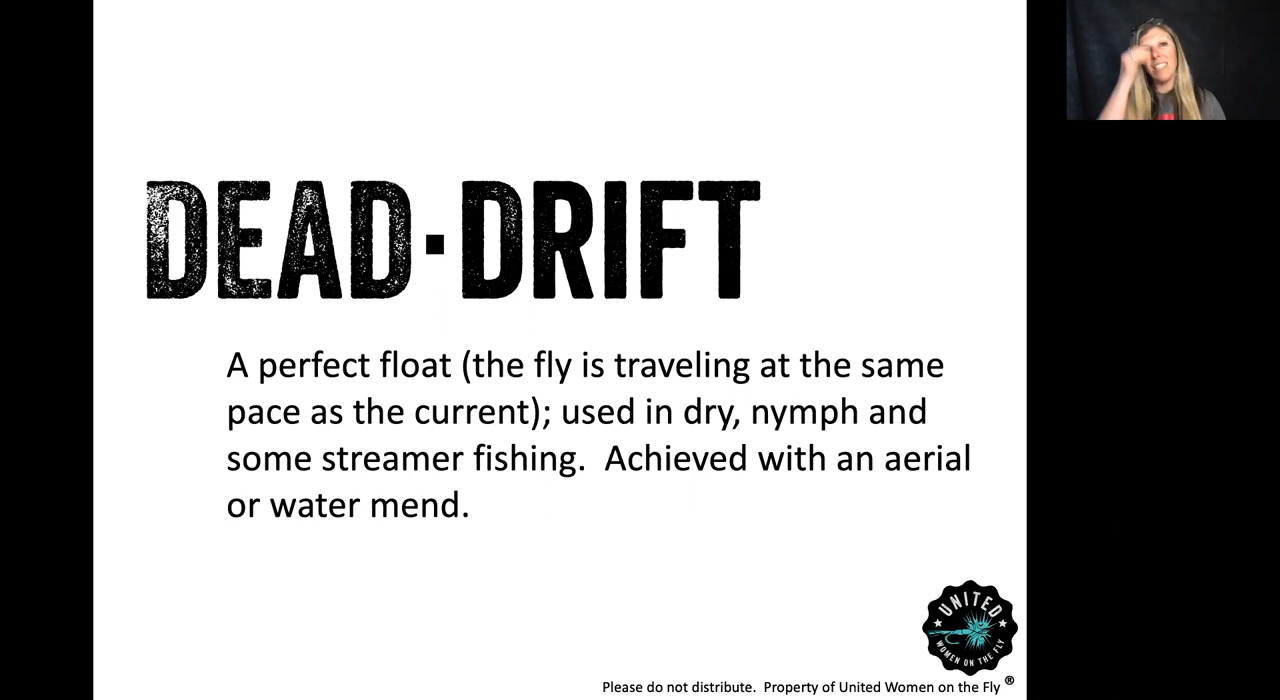 DEAD·DRIFT
A perfect float (the fly is traveling at the same
pace as the current); used in dry, nymph and
some streamer fishing.  Achieved with an aerial
or water mend.
UNITED
WOMEN ON THE FLY
Please do not distribute.  Property of United Women on the Fly ®